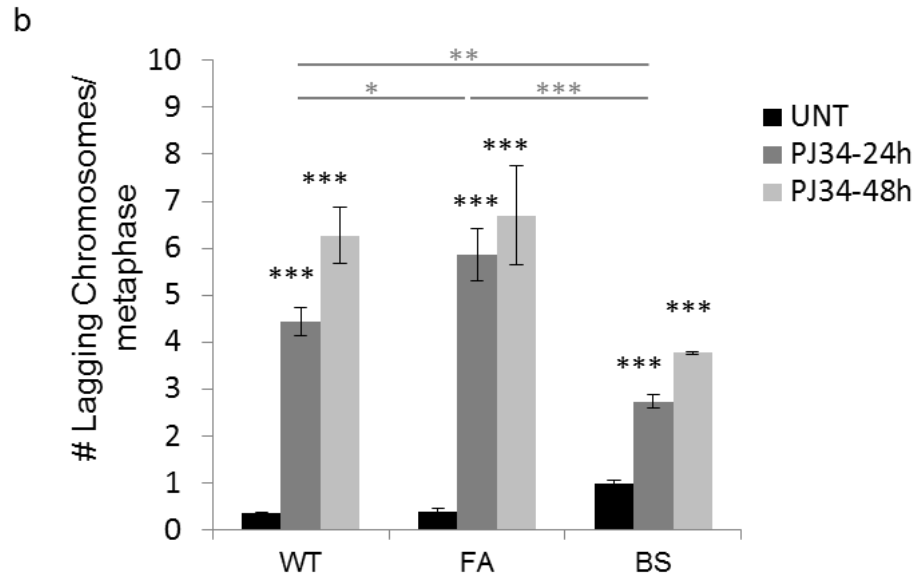 b
# Lagging Chromosomes/
metaphase
10
9
8
7
6
5
4
3
2
1
0
**
*
***
***
***
***
***
***
***
WT
FA
BS
UNT
PJ34-24h
PJ34-48h